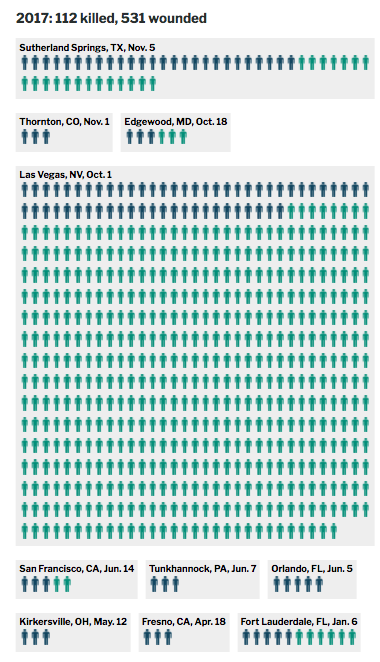 2017: 112 killed, 531 wounded
Sutherland Springs, TX, Nov. 5
Thornton, CO, Nov. 1
Edgewood, MD, Oct. 18
Las Vegas, NV, Oct. 1
San Francisco, CA, Jun. 14
Tunkhannock, PA, Jun. 7
Orlando, FL, Jun. 5
Kirkersville, OH, May. 12
Fresno, CA, Apr. 18
Fort Lauderdale, FL, Jan. 6